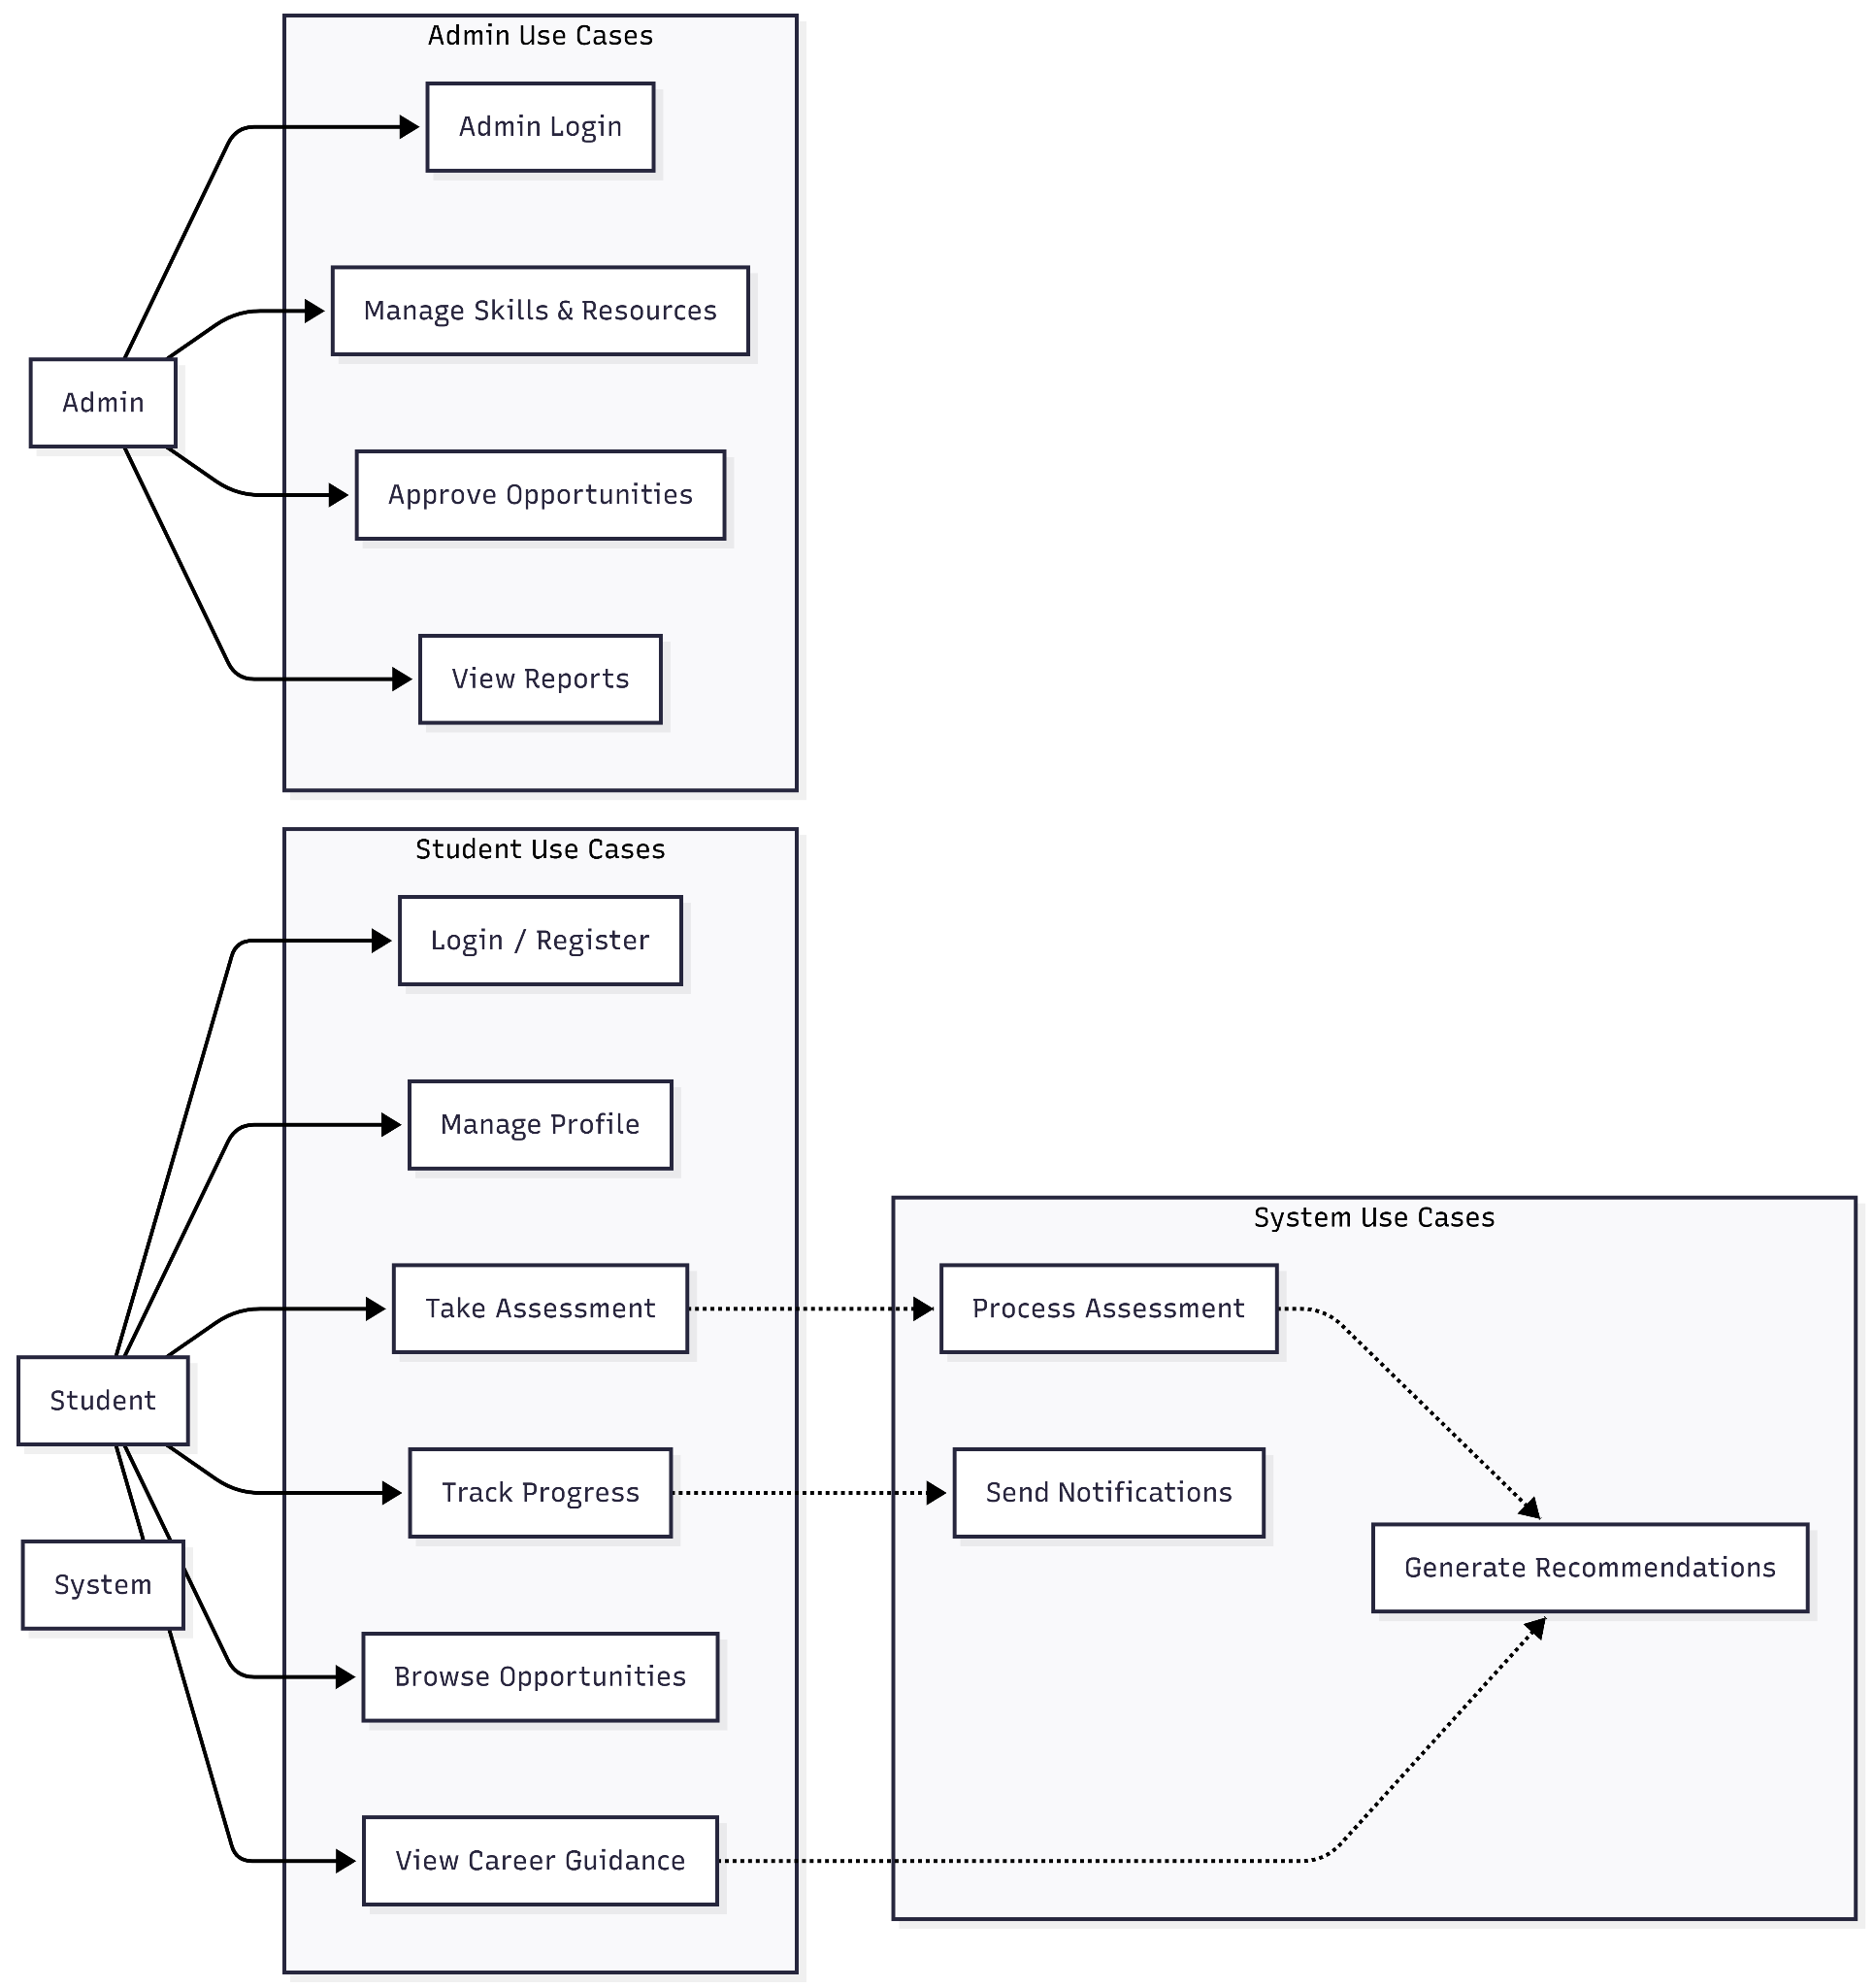 Admin Use Cases
Admin Login
Manage Skills & Resources
Admin
Approve Opportunities
View Reports
Student Use Cases
Login / Register
Manage Profile
System Use Cases
Take Assessment
Process Assessment
Student
Track Progress
Send Notifications
Generate Recommendations
System
Browse Opportunities
View Career Guidance